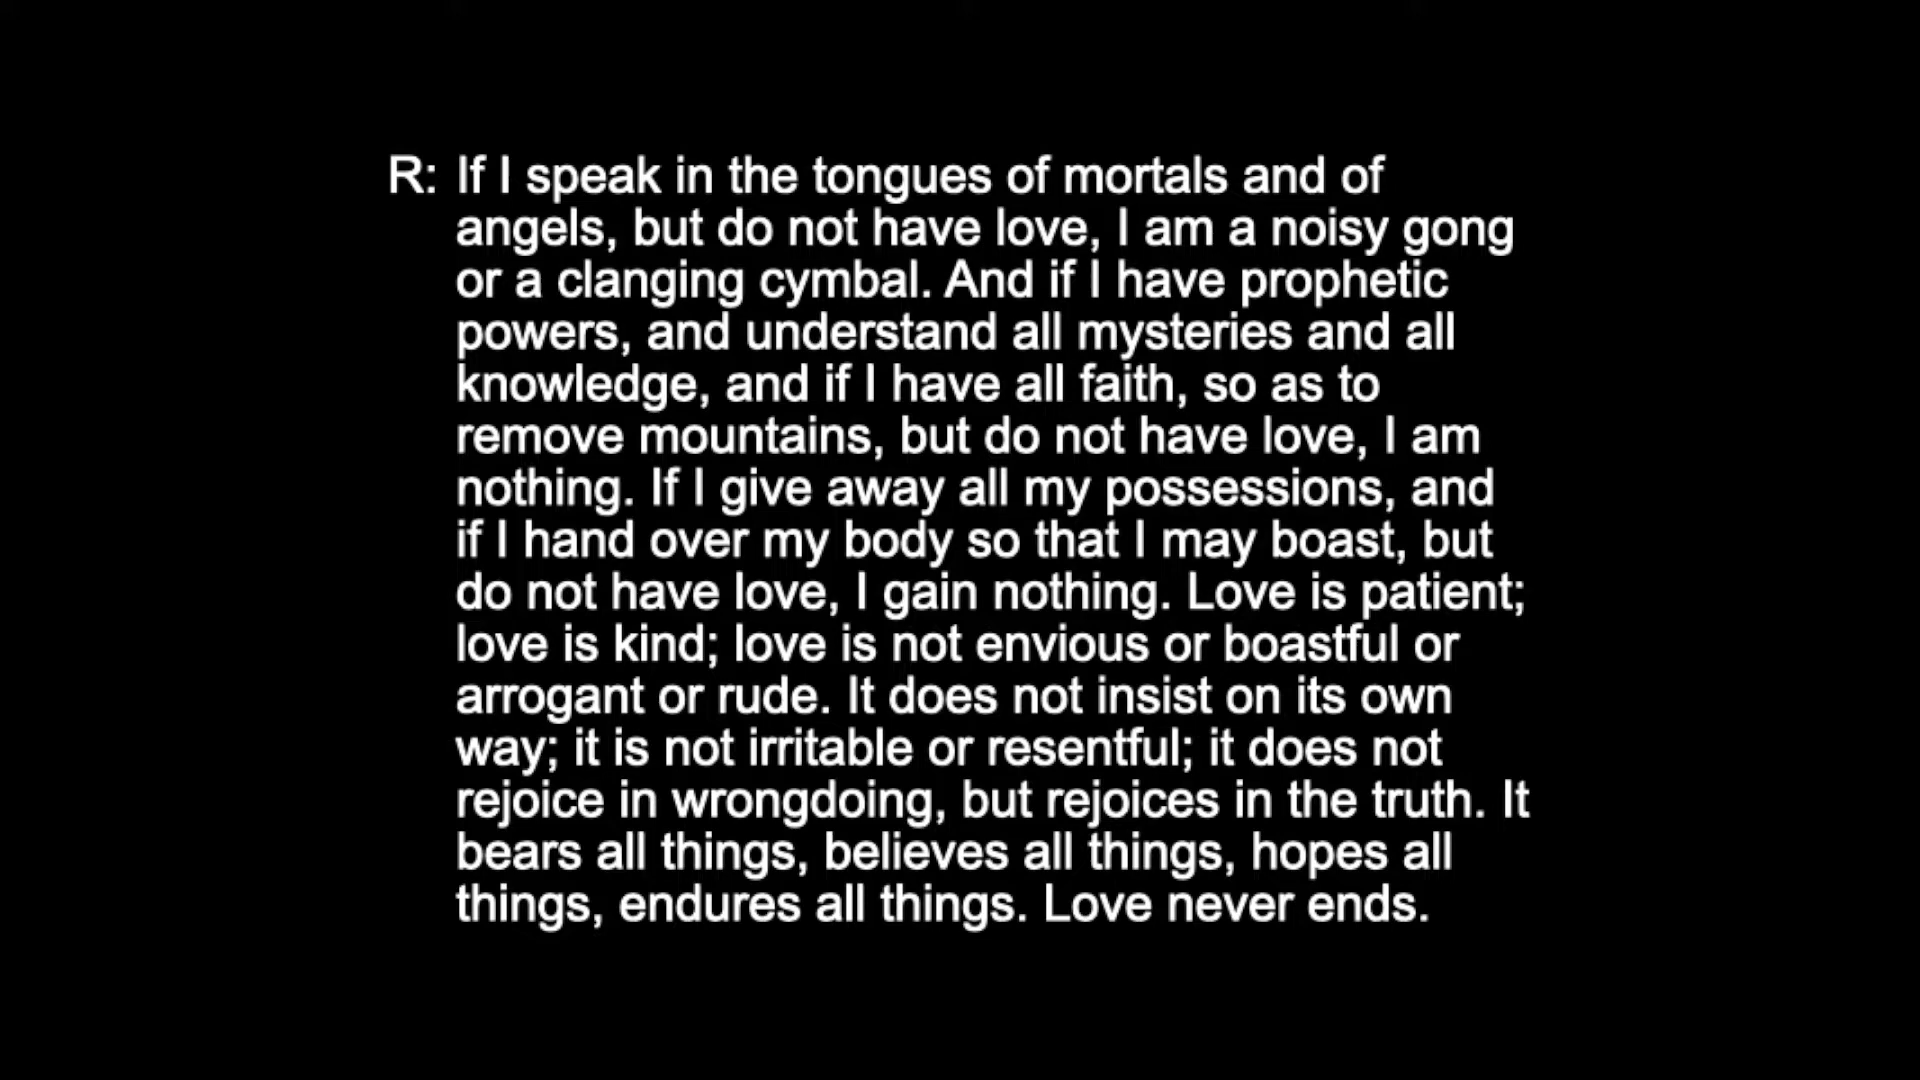 R: If I speak in the tongues of mortals and of
angels, but do not have love, I am a noisy gong
or a clanging cymbal. And if I have prophetic
powers, and understand all mysteries and all
knowledge, and if I have all faith, so as to
remove mountains, but do not have love, I am
nothing. If I give away all my possessions, and
if I hand over my body so that I may boast, but
do not have love, I gain nothing. Love is patient;
love is kind; love is not envious or boastful or
arrogant or rude. It does not insist on its own
way; it is not irritable or resentful; it does not
rejoice in wrongdoing, but rejoices in the truth. It
bears all things, believes all things, hopes all
things, endures all things. Love never ends.